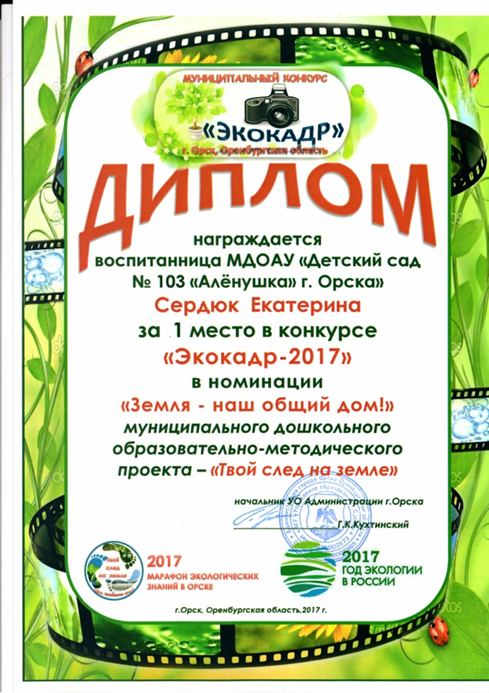 МУНИЦИПАЛЬНЫЙ КОНКУРС
«ЭКОКАДР»
г. Орск, Оренбургская область
ДИПЛОМ
награждается
воспитанница МДОАУ «Детский сад
№ 103 «Алёнушка» г. Орска»
Сердюк Екатерина
за 1 место в конкурсе
«Экокадр-2017»
в номинации
«Земля - наш общий дом!»
муниципального дошкольного
образовательно-методического
проекта – «Твой след на земле»
начальник УО Администрации г.Орска
Г.К.Кухтинский
ТВОЙ
СЛЕД
НА ЗЕМЛЕ
2017
МАРАФОН ЭКОЛОГИЧЕСКИХ
ЗНАНИЙ В ОРСКЕ
2017
ГОД ЭКОЛОГИИ
В РОССИИ
г.Орск, Оренбургская область,2017 г.